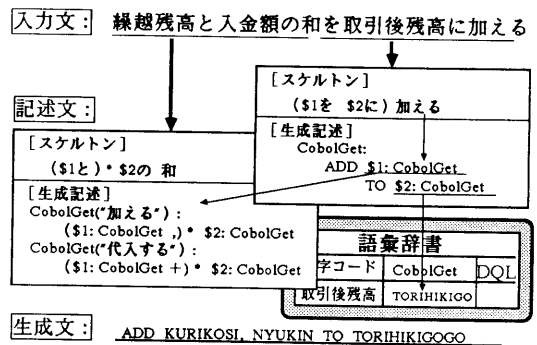 入力文： 繰越残高と入金額の和を取引後残高に加える
[スケルトン]
($1を $2に) 加える
[生成記述]
CobolGet:
ADD $1: CobolGet
TO $2: CobolGet
記述文：
[スケルトン]
($1と)* $2の 和
[生成記述]
CobolGet("加える"):
($1: CobolGet ,)* $2: CobolGet
CobolGet("代入する"):
($1: CobolGet +)* $2: CobolGet
語彙辞書
字コード CobolGet DQL
取引後残高 TORIHIKIGO
生成文： ADD KURIKOSI, NYUKIN TO TORIHIKIGOGO